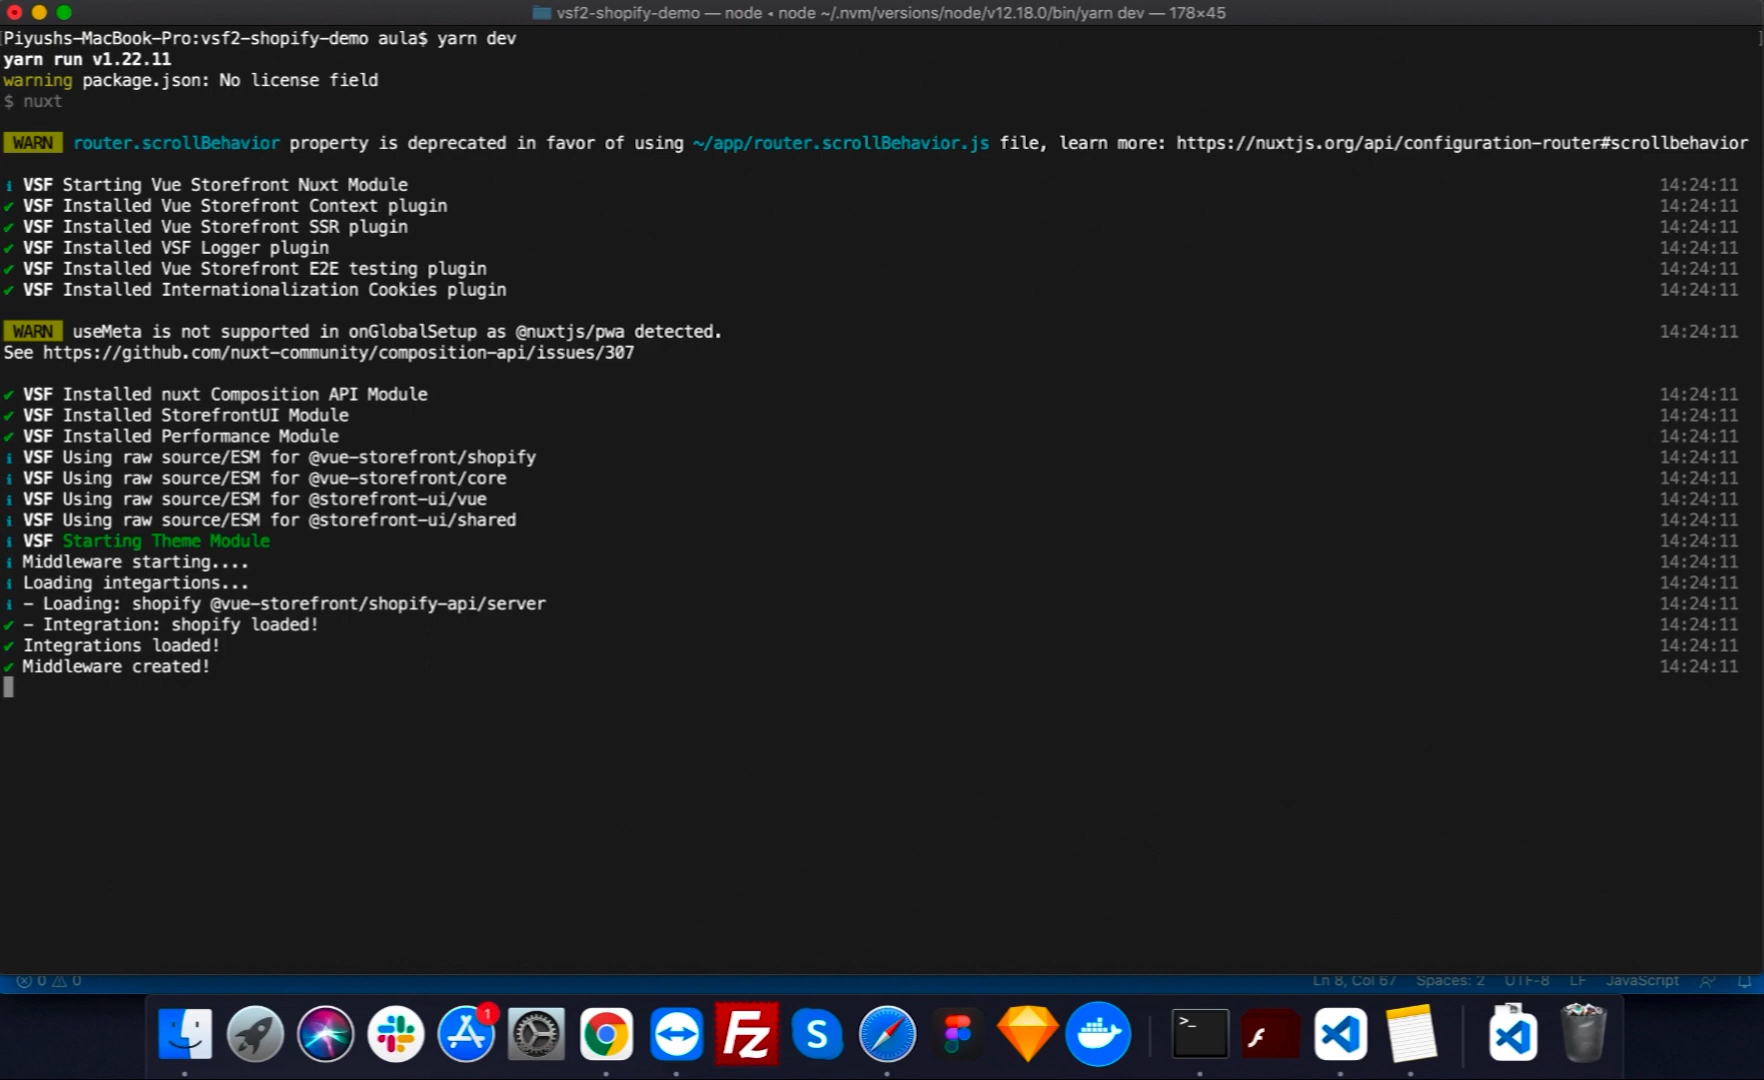 vsf2-shopify-demo — node ◂ node ~/.nvm/versions/node/v12.18.0/bin/yarn dev — 178×45
[Piyushs-MacBook-Pro:vsf2-shopify-demo aula$ yarn dev ]
yarn run v1.22.11
warning package.json: No license field
$ nuxt
WARN router.scrollBehavior property is deprecated in favor of using ~/app/router.scrollBehavior.js file, learn more: https://nuxtjs.org/api/configuration-router#scrollbehavior
ℹ VSF Starting Vue Storefront Nuxt Module 14:24:11
✔ VSF Installed Vue Storefront Context plugin 14:24:11
✔ VSF Installed Vue Storefront SSR plugin 14:24:11
✔ VSF Installed VSF Logger plugin 14:24:11
✔ VSF Installed Vue Storefront E2E testing plugin 14:24:11
✔ VSF Installed Internationalization Cookies plugin 14:24:11
WARN useMeta is not supported in onGlobalSetup as @nuxtjs/pwa detected. 14:24:11
See https://github.com/nuxt-community/composition-api/issues/307
✔ VSF Installed nuxt Composition API Module 14:24:11
✔ VSF Installed StorefrontUI Module 14:24:11
✔ VSF Installed Performance Module 14:24:11
ℹ VSF Using raw source/ESM for @vue-storefront/shopify 14:24:11
ℹ VSF Using raw source/ESM for @vue-storefront/core 14:24:11
ℹ VSF Using raw source/ESM for @storefront-ui/vue 14:24:11
ℹ VSF Using raw source/ESM for @storefront-ui/shared 14:24:11
ℹ VSF Starting Theme Module 14:24:11
ℹ Middleware starting.... 14:24:11
ℹ Loading integartions... 14:24:11
ℹ - Loading: shopify @vue-storefront/shopify-api/server 14:24:11
✔ - Integration: shopify loaded! 14:24:11
✔ Integrations loaded! 14:24:11
✔ Middleware created! 14:24:11
0 0 Ln 8, Col 67 Spaces: 2 UTF-8 LF JavaScript
1